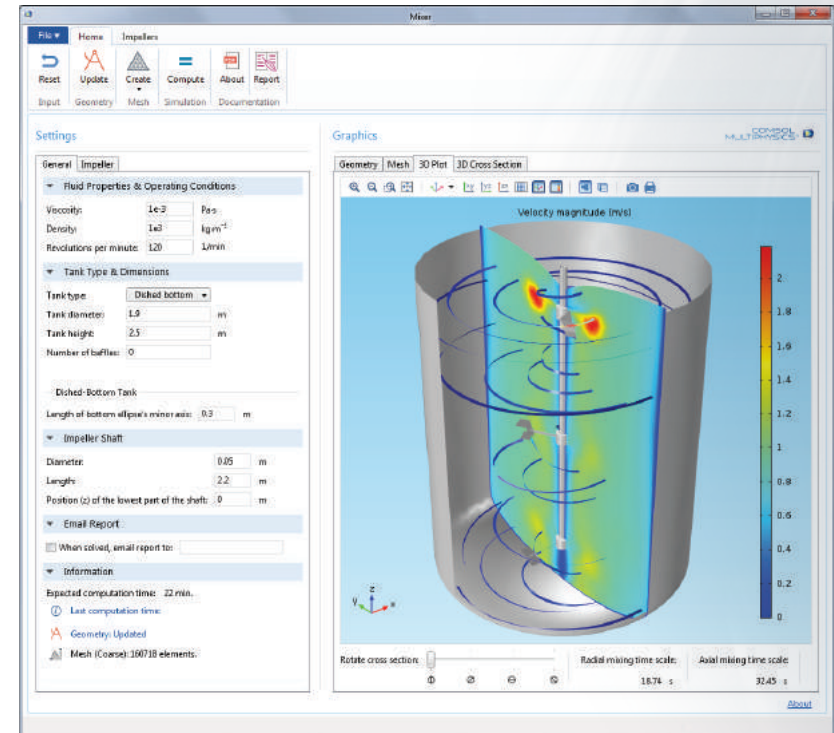 Mixer
File Home Impellers
Reset Update Create Compute About Report
Input Geometry Mesh Simulation Documentation
Settings
General Impeller
Fluid Properties & Operating Conditions
Viscosity: 1e-3 Pa·s
Density: 1e3 kg·m⁻³
Revolutions per minute: 120 1/min
Tank Type & Dimensions
Tank type: Dished bottom
Tank diameter: 1.9 m
Tank height: 2.5 m
Number of baffles: 0
Dished-Bottom Tank
Length of bottom ellipse's minor axis: 0.3 m
Impeller Shaft
Diameter: 0.05 m
Length: 2.2 m
Position (z) of the lowest part of the shaft: 0 m
Email Report
When solved, email report to:
Information
Expected computation time: 22 min.
Last computation time:
Geometry: Updated
Mesh (Coarse): 160718 elements.
Graphics
COMSOL
MULTIPHYSICS
Geometry Mesh 3D Plot 3D Cross Section
Velocity magnitude (m/s)
2
1.8
1.6
1.4
1.2
1
0.8
0.6
0.4
0.2
0
z
y x
Rotate cross section:
Radial mixing time scale: Axial mixing time scale:
18.74 s 32.45 s
About